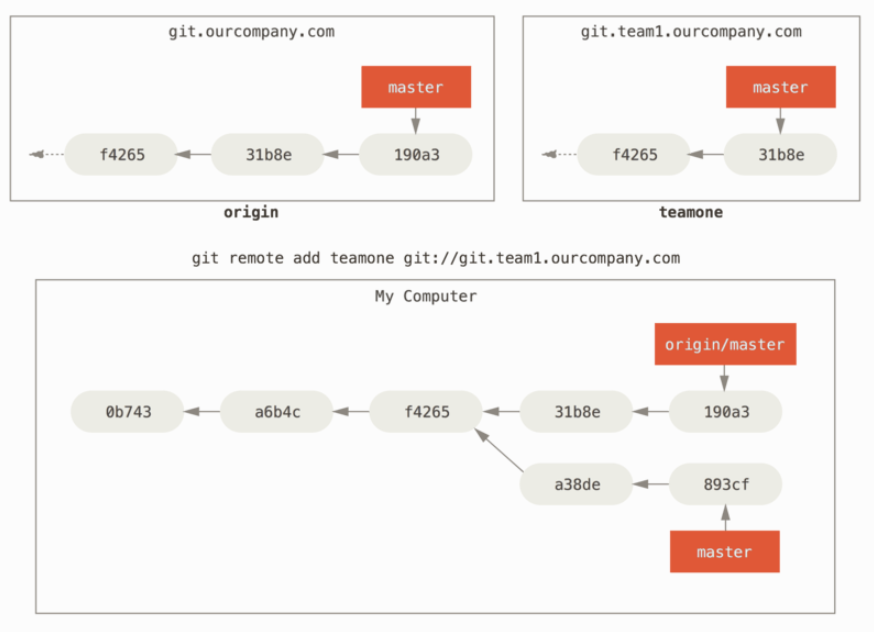 git.ourcompany.com
master
f4265
31b8e
190a3
origin
git.team1.ourcompany.com
master
f4265
31b8e
teamone
git remote add teamone git://git.team1.ourcompany.com
My Computer
origin/master
0b743
a6b4c
f4265
31b8e
190a3
a38de
893cf
master